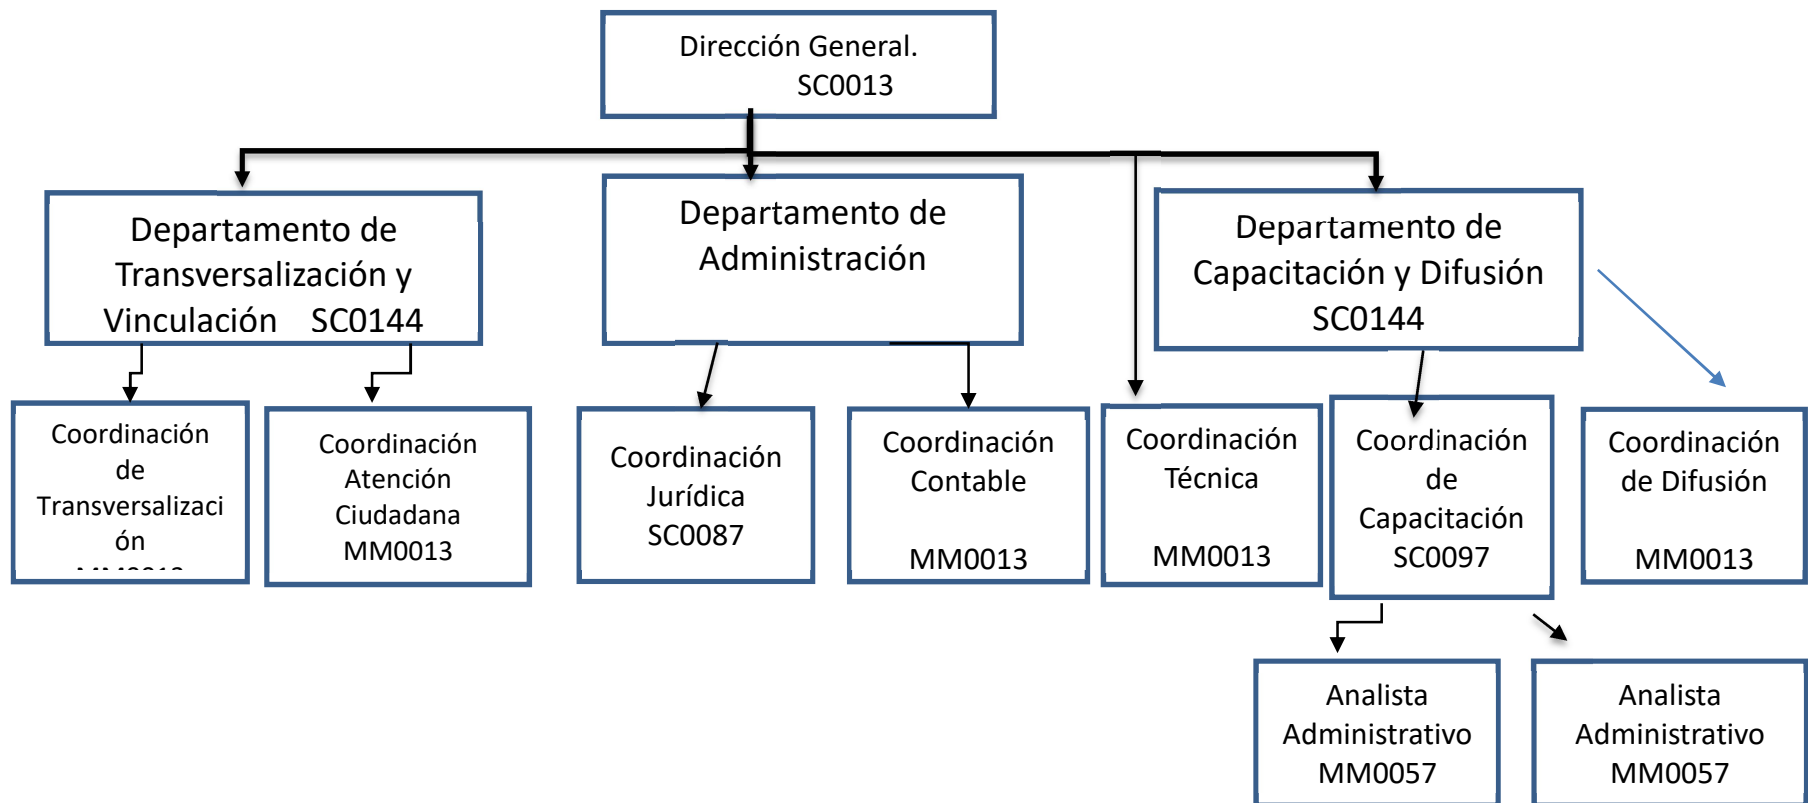 Dirección General.
SC0013
Departamento de
Transversalización y
Vinculación SC0144
Departamento de
Administración
Departamento de
Capacitación y Difusión
SC0144
Coordinación
de
Transversalizaci
ón
Coordinación
Atención
Ciudadana
MM0013
Coordinación
Jurídica
SC0087
Coordinación
Contable
MM0013
Coordinación
Técnica
MM0013
Coordinación
de
Capacitación
SC0097
Coordinación
de Difusión
MM0013
Analista
Administrativo
MM0057
Analista
Administrativo
MM0057